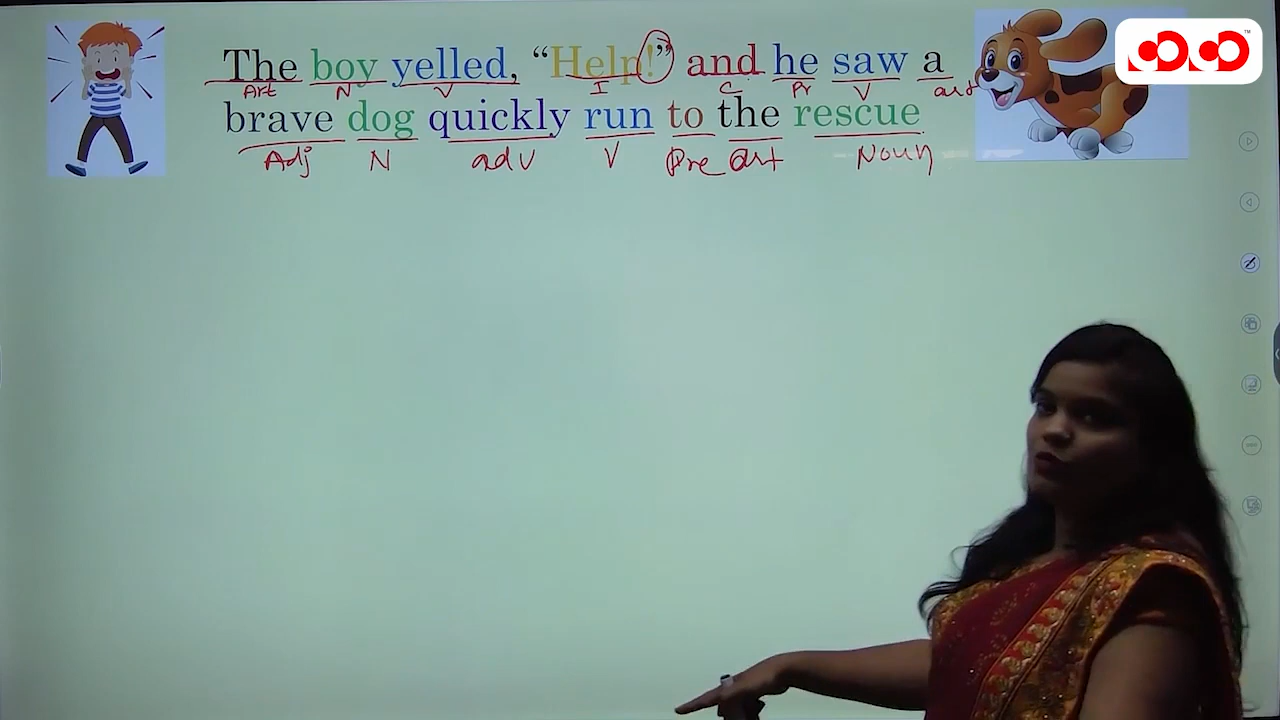 The boy yelled, “Help!” and he saw a
Art N V I C Pr V art
brave dog quickly run to the rescue
Adj N adv V Pre art Noun